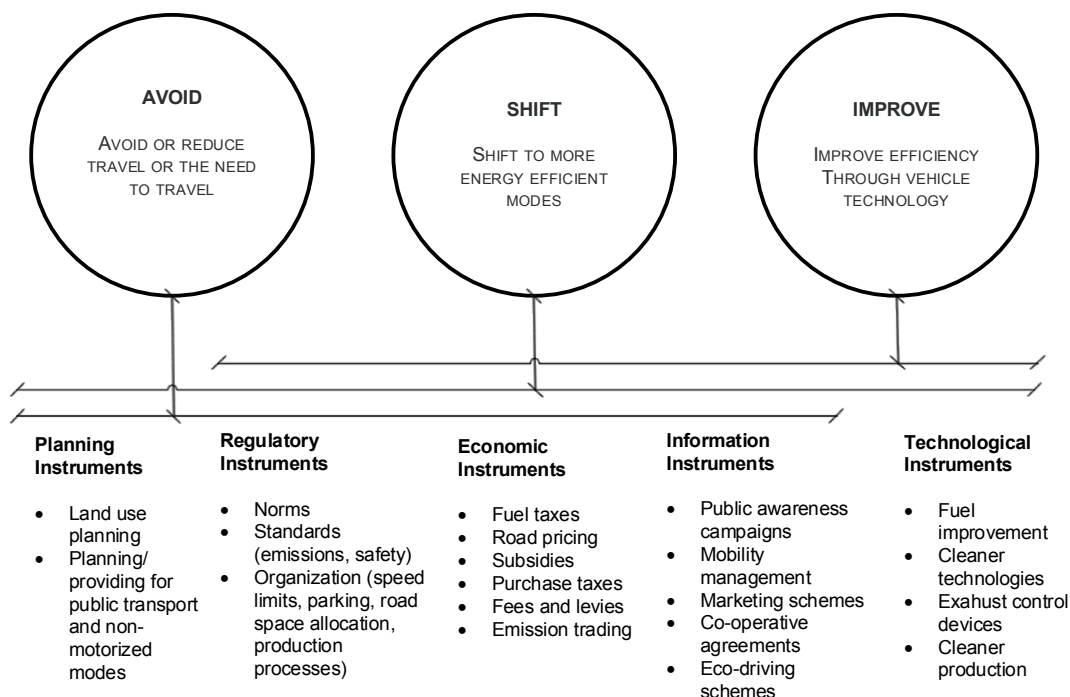 AVOID
AVOID OR REDUCE
TRAVEL OR THE NEED
TO TRAVEL
SHIFT
SHIFT TO MORE
ENERGY EFFICIENT
MODES
IMPROVE
IMPROVE EFFICIENCY
THROUGH VEHICLE
TECHNOLOGY
Planning
Instruments
• Land use
planning
• Planning/
providing for
public transport
and non-
motorized
modes
Regulatory
Instruments
• Norms
• Standards
(emissions, safety)
• Organization (speed
limits, parking, road
space allocation,
production
processes)
Economic
Instruments
• Fuel taxes
• Road pricing
• Subsidies
• Purchase taxes
• Fees and levies
• Emission trading
Information
Instruments
• Public awareness
campaigns
• Mobility
management
• Marketing schemes
• Co-operative
agreements
• Eco-driving
schemes
Technological
Instruments
• Fuel
improvement
• Cleaner
technologies
• Exahust control
devices
• Cleaner
production